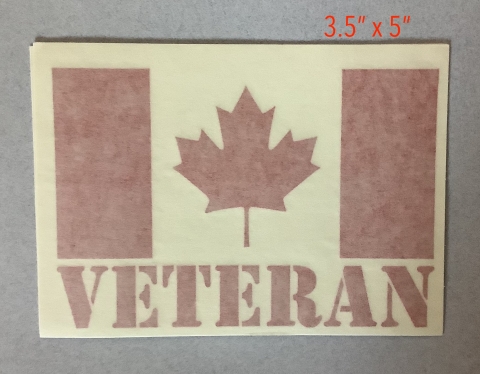 3.5" x 5"
VETERAN